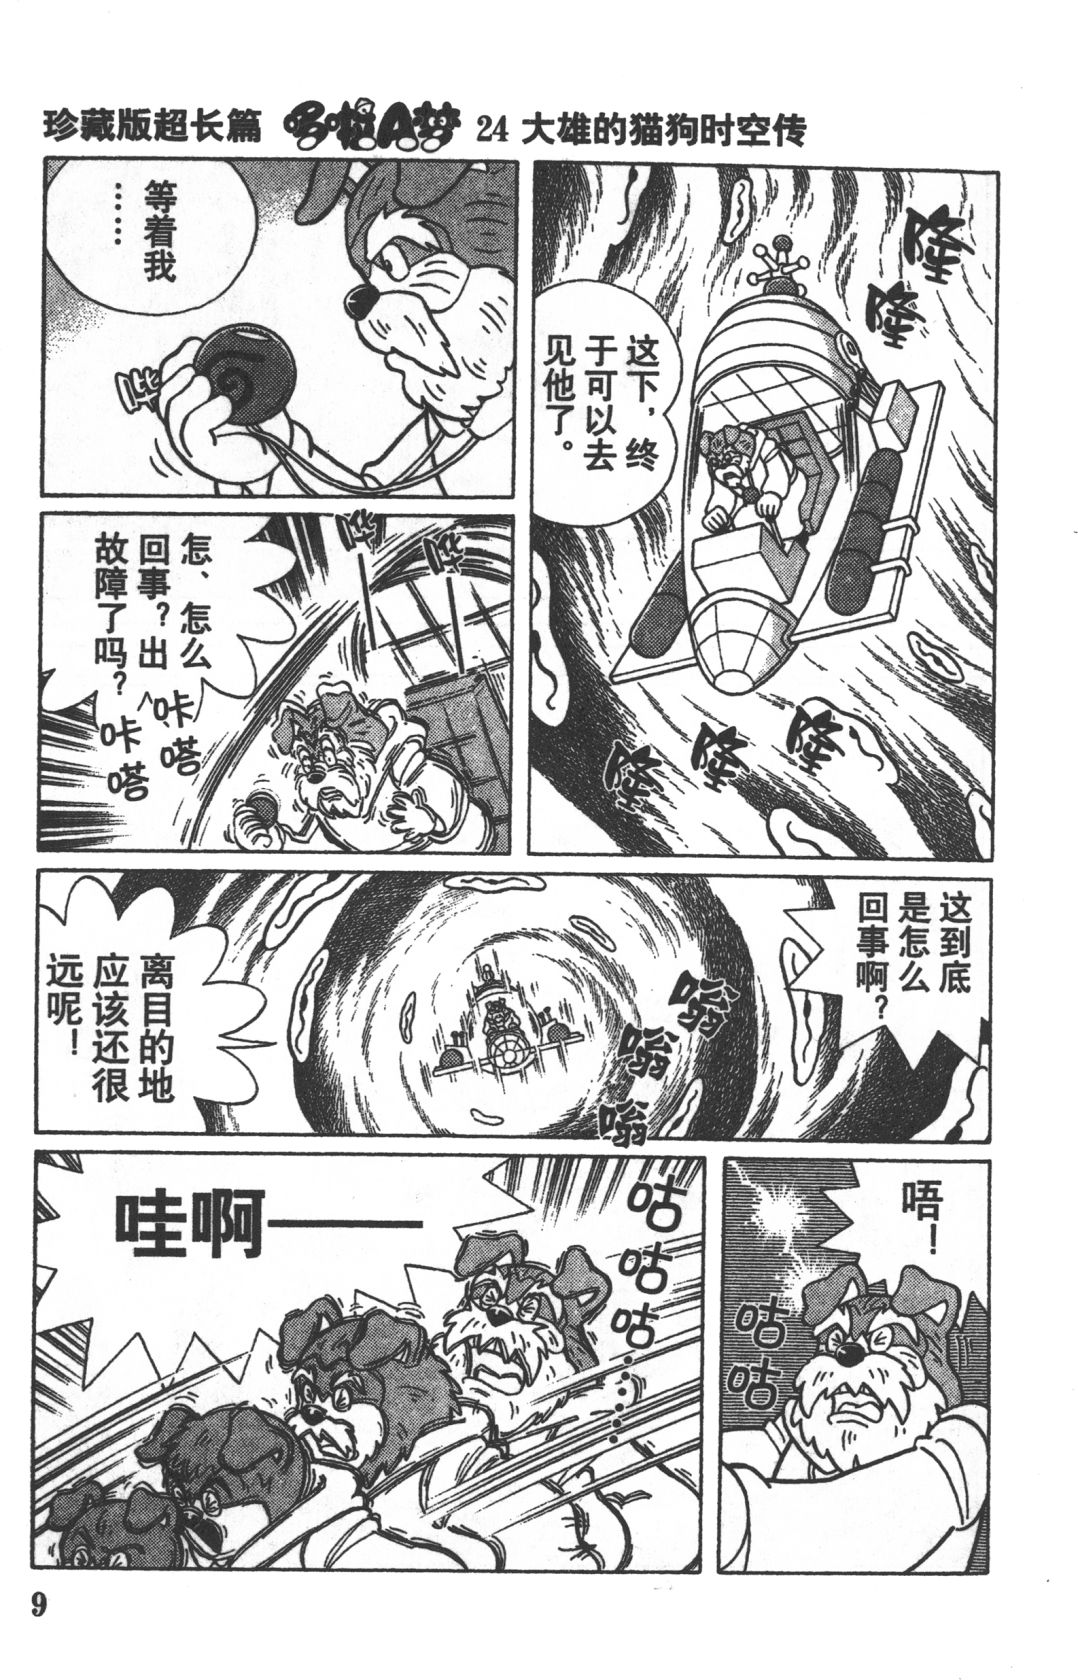 珍藏版超长篇 哆啦A梦 24 大雄的猫狗时空传
隆
隆
这下，终
于可以去
见他了。
隆
隆
隆
等着我
……
哔
哔
哔
怎、怎么
回事？出
故障了吗？
咔嗒
咔嗒
这到底
是怎么
回事啊？
嗡
嗡
嗡
离目的地
应该还很
远呢！
唔！
咕
咕
咕
咕
咕……
哇啊——
9